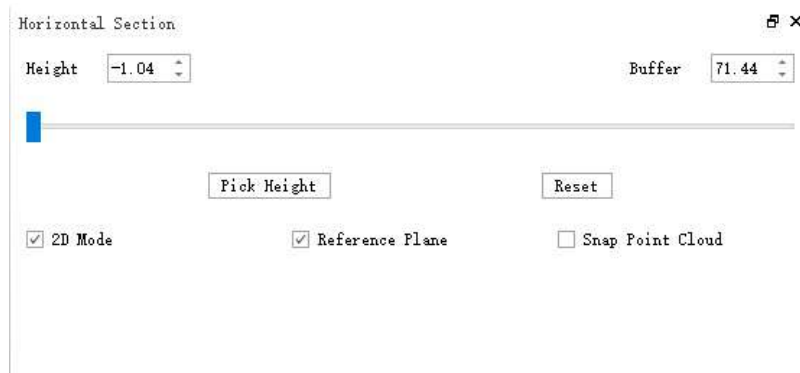 Horizontal Section
Height -1.04 Buffer 71.44
Pick Height Reset
2D Mode Reference Plane Snap Point Cloud